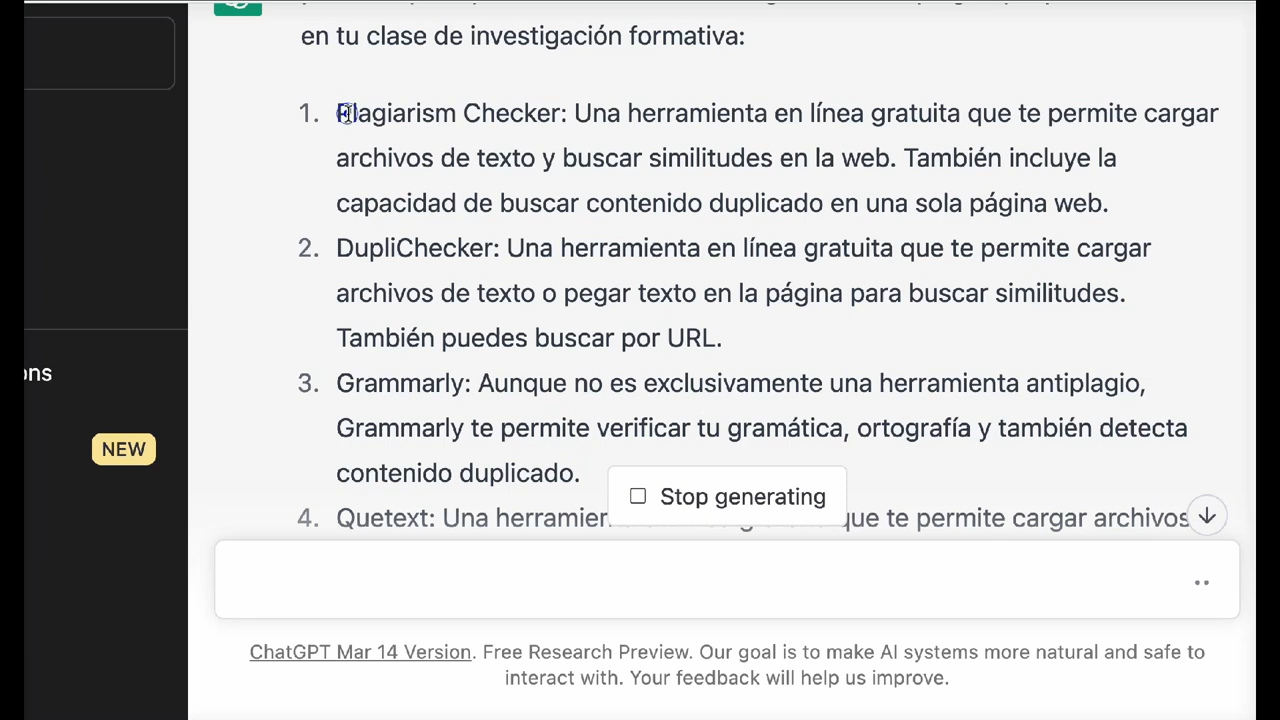 en tu clase de investigación formativa:
1. Plagiarism Checker: Una herramienta en línea gratuita que te permite cargar
archivos de texto y buscar similitudes en la web. También incluye la
capacidad de buscar contenido duplicado en una sola página web.
2. DupliChecker: Una herramienta en línea gratuita que te permite cargar
archivos de texto o pegar texto en la página para buscar similitudes.
También puedes buscar por URL.
3. Grammarly: Aunque no es exclusivamente una herramienta antiplagio,
ons
Grammarly te permite verificar tu gramática, ortografía y también detecta
NEW
contenido duplicado.
Stop generating
4. Quetext: Una que te permite cargar archivos
ChatGPT Mar 14 Version. Free Research Preview. Our goal is to make AI systems more natural and safe to
interact with. Your feedback will help us improve.